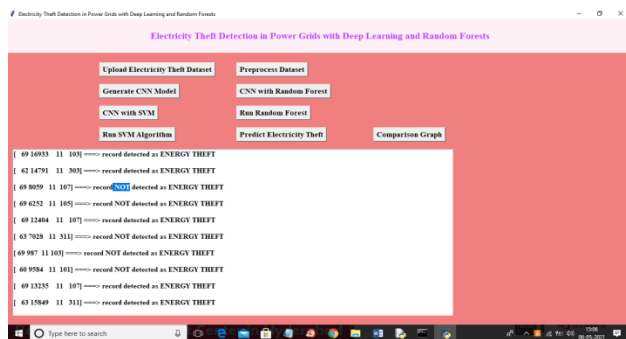 Electricity Theft Detection in Power Grids with Deep Learning and Random Forests
Electricity Theft Detection in Power Grids with Deep Learning and Random Forests
Upload Electricity Theft Dataset Preprocess Dataset
Generate CNN Model CNN with Random Forest
CNN with SVM Run Random Forest
Run SVM Algorithm Predict Electricity Theft Comparison Graph
[ 69 16933 11 103] ===> record detected as ENERGY THEFT
[ 62 14791 11 303] ===> record detected as ENERGY THEFT
[ 69 8059 11 107] ===> record NOT detected as ENERGY THEFT
[ 69 6252 11 105] ===> record NOT detected as ENERGY THEFT
[ 69 12404 11 107] ===> record NOT detected as ENERGY THEFT
[ 63 7028 11 311] ===> record NOT detected as ENERGY THEFT
[ 69 987 11 103] ===> record NOT detected as ENERGY THEFT
[ 60 9584 11 101] ===> record NOT detected as ENERGY THEFT
[ 69 13235 11 107] ===> record detected as ENERGY THEFT
[ 63 15849 11 311] ===> record detected as ENERGY THEFT
Type here to search
15:06
06-05-2021